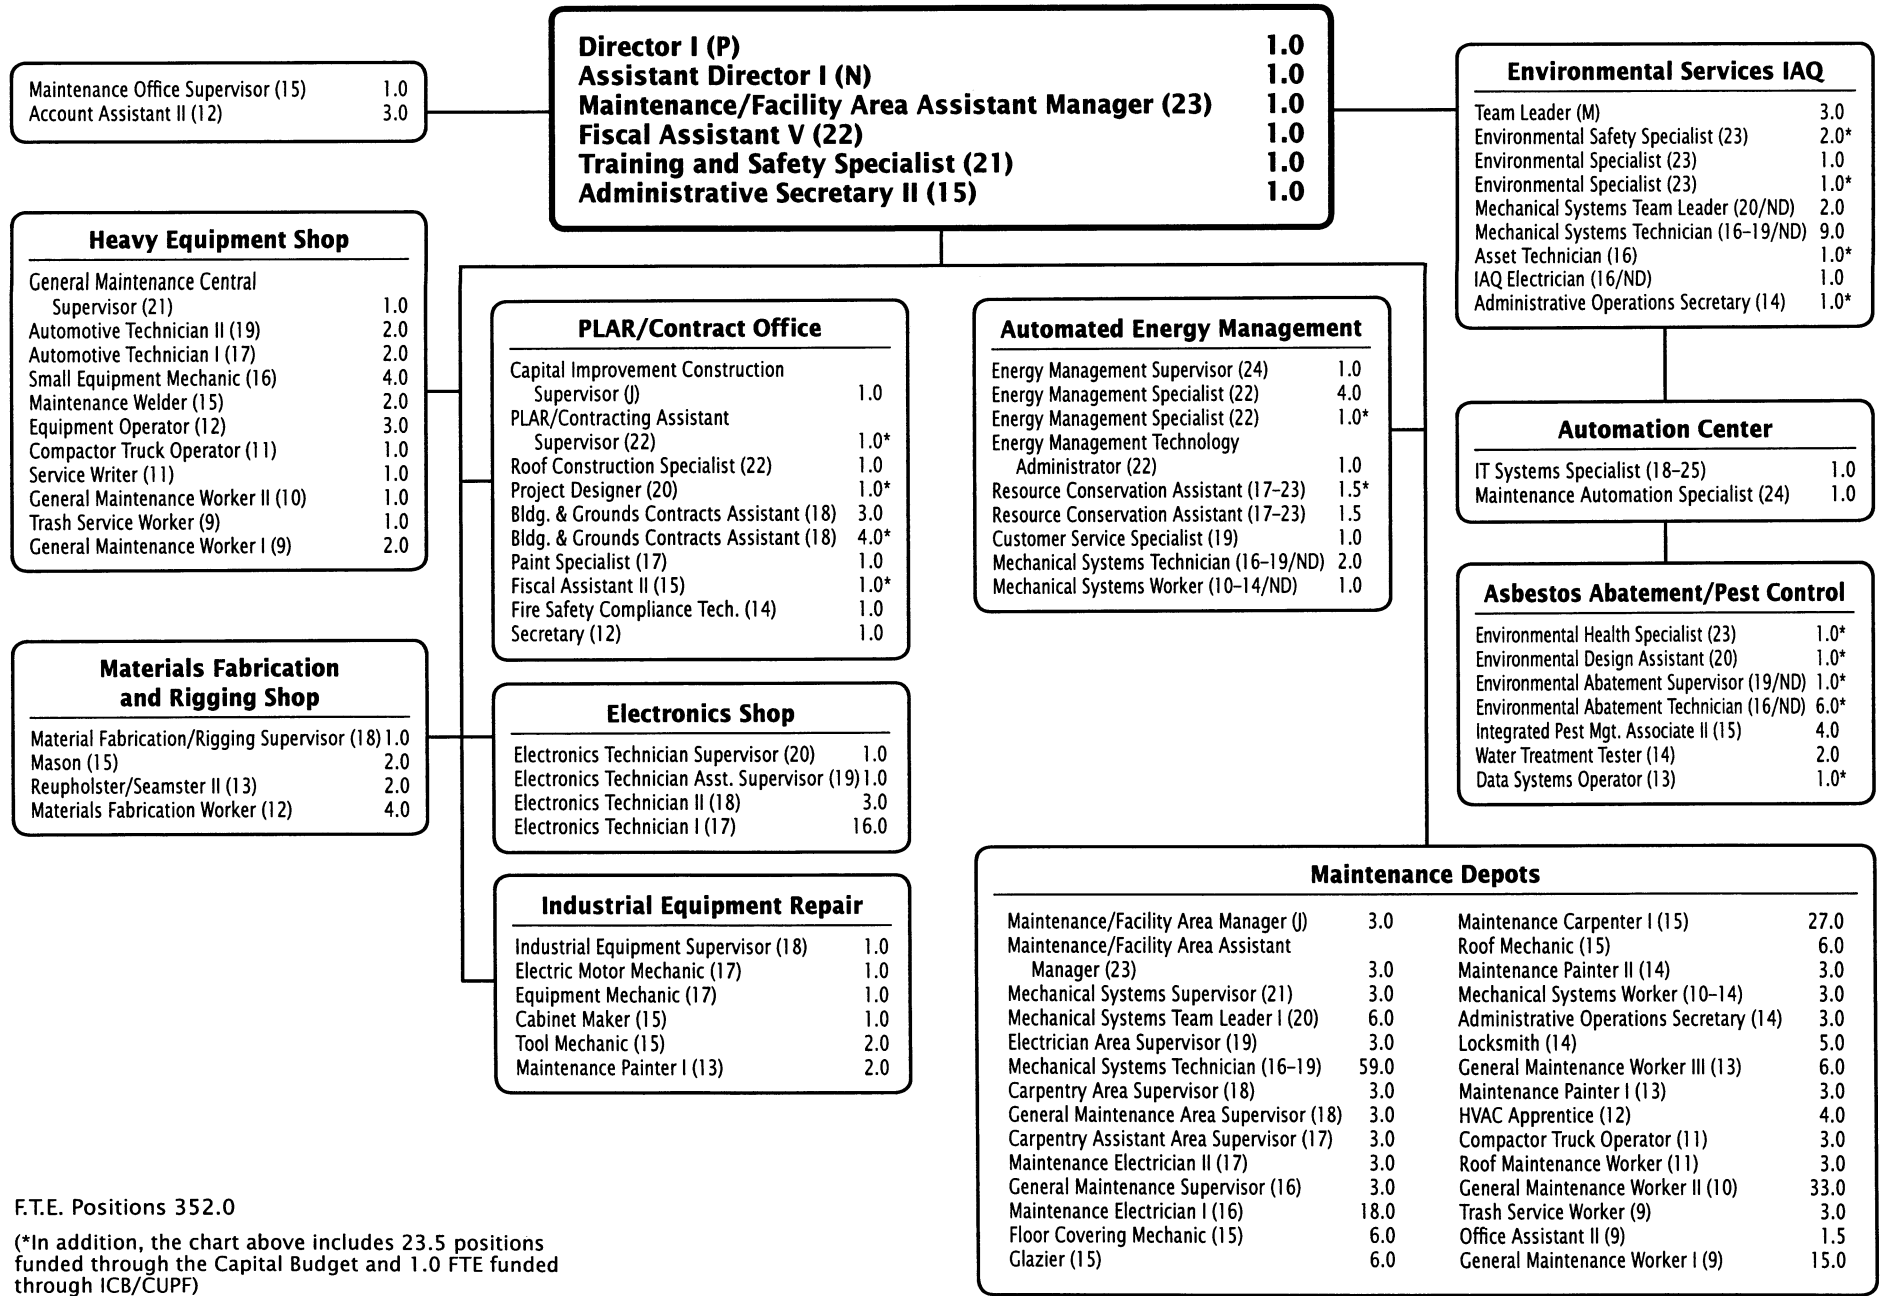 Director I (P) 1.0
Assistant Director I (N) 1.0
Maintenance/Facility Area Assistant Manager (23) 1.0
Fiscal Assistant V (22) 1.0
Training and Safety Specialist (21) 1.0
Administrative Secretary II (15) 1.0
Maintenance Office Supervisor (15) 1.0
Account Assistant II (12) 3.0
Environmental Services IAQ
Team Leader (M) 3.0
Environmental Safety Specialist (23) 2.0*
Environmental Specialist (23) 1.0
Environmental Specialist (23) 1.0*
Mechanical Systems Team Leader (20/ND) 2.0
Mechanical Systems Technician (16–19/ND) 9.0
Asset Technician (16) 1.0*
IAQ Electrician (16/ND) 1.0
Administrative Operations Secretary (14) 1.0*
Heavy Equipment Shop
General Maintenance Central
Supervisor (21) 1.0
Automotive Technician II (19) 2.0
Automotive Technician I (17) 2.0
Small Equipment Mechanic (16) 4.0
Maintenance Welder (15) 2.0
Equipment Operator (12) 3.0
Compactor Truck Operator (11) 1.0
Service Writer (11) 1.0
General Maintenance Worker II (10) 1.0
Trash Service Worker (9) 1.0
General Maintenance Worker I (9) 2.0
PLAR/Contract Office
Capital Improvement Construction
Supervisor (J) 1.0
PLAR/Contracting Assistant
Supervisor (22) 1.0*
Roof Construction Specialist (22) 1.0
Project Designer (20) 1.0*
Bldg. & Grounds Contracts Assistant (18) 3.0
Bldg. & Grounds Contracts Assistant (18) 4.0*
Paint Specialist (17) 1.0
Fiscal Assistant II (15) 1.0*
Fire Safety Compliance Tech. (14) 1.0
Secretary (12) 1.0
Automated Energy Management
Energy Management Supervisor (24) 1.0
Energy Management Specialist (22) 4.0
Energy Management Specialist (22) 1.0*
Energy Management Technology
Administrator (22) 1.0
Resource Conservation Assistant (17–23) 1.5*
Resource Conservation Assistant (17–23) 1.5
Customer Service Specialist (19) 1.0
Mechanical Systems Technician (16–19/ND) 2.0
Mechanical Systems Worker (10–14/ND) 1.0
Automation Center
IT Systems Specialist (18–25) 1.0
Maintenance Automation Specialist (24) 1.0
Asbestos Abatement/Pest Control
Environmental Health Specialist (23) 1.0*
Environmental Design Assistant (20) 1.0*
Environmental Abatement Supervisor (19/ND) 1.0*
Environmental Abatement Technician (16/ND) 6.0*
Integrated Pest Mgt. Associate II (15) 4.0
Water Treatment Tester (14) 2.0
Data Systems Operator (13) 1.0*
Materials Fabrication
and Rigging Shop
Material Fabrication/Rigging Supervisor (18) 1.0
Mason (15) 2.0
Reupholster/Seamster II (13) 2.0
Materials Fabrication Worker (12) 4.0
Electronics Shop
Electronics Technician Supervisor (20) 1.0
Electronics Technician Asst. Supervisor (19) 1.0
Electronics Technician II (18) 3.0
Electronics Technician I (17) 16.0
Industrial Equipment Repair
Industrial Equipment Supervisor (18) 1.0
Electric Motor Mechanic (17) 1.0
Equipment Mechanic (17) 1.0
Cabinet Maker (15) 1.0
Tool Mechanic (15) 2.0
Maintenance Painter I (13) 2.0
Maintenance Depots
Maintenance/Facility Area Manager (J) 3.0
Maintenance/Facility Area Assistant
Manager (23) 3.0
Mechanical Systems Supervisor (21) 3.0
Mechanical Systems Team Leader I (20) 6.0
Electrician Area Supervisor (19) 3.0
Mechanical Systems Technician (16–19) 59.0
Carpentry Area Supervisor (18) 3.0
General Maintenance Area Supervisor (18) 3.0
Carpentry Assistant Area Supervisor (17) 3.0
Maintenance Electrician II (17) 3.0
General Maintenance Supervisor (16) 3.0
Maintenance Electrician I (16) 18.0
Floor Covering Mechanic (15) 6.0
Glazier (15) 6.0
Maintenance Carpenter I (15) 27.0
Roof Mechanic (15) 6.0
Maintenance Painter II (14) 3.0
Mechanical Systems Worker (10–14) 3.0
Administrative Operations Secretary (14) 3.0
Locksmith (14) 5.0
General Maintenance Worker III (13) 6.0
Maintenance Painter I (13) 3.0
HVAC Apprentice (12) 4.0
Compactor Truck Operator (11) 3.0
Roof Maintenance Worker (11) 3.0
General Maintenance Worker II (10) 33.0
Trash Service Worker (9) 3.0
Office Assistant II (9) 1.5
General Maintenance Worker I (9) 15.0
F.T.E. Positions 352.0
(*In addition, the chart above includes 23.5 positions
funded through the Capital Budget and 1.0 FTE funded
through ICB/CUPF)